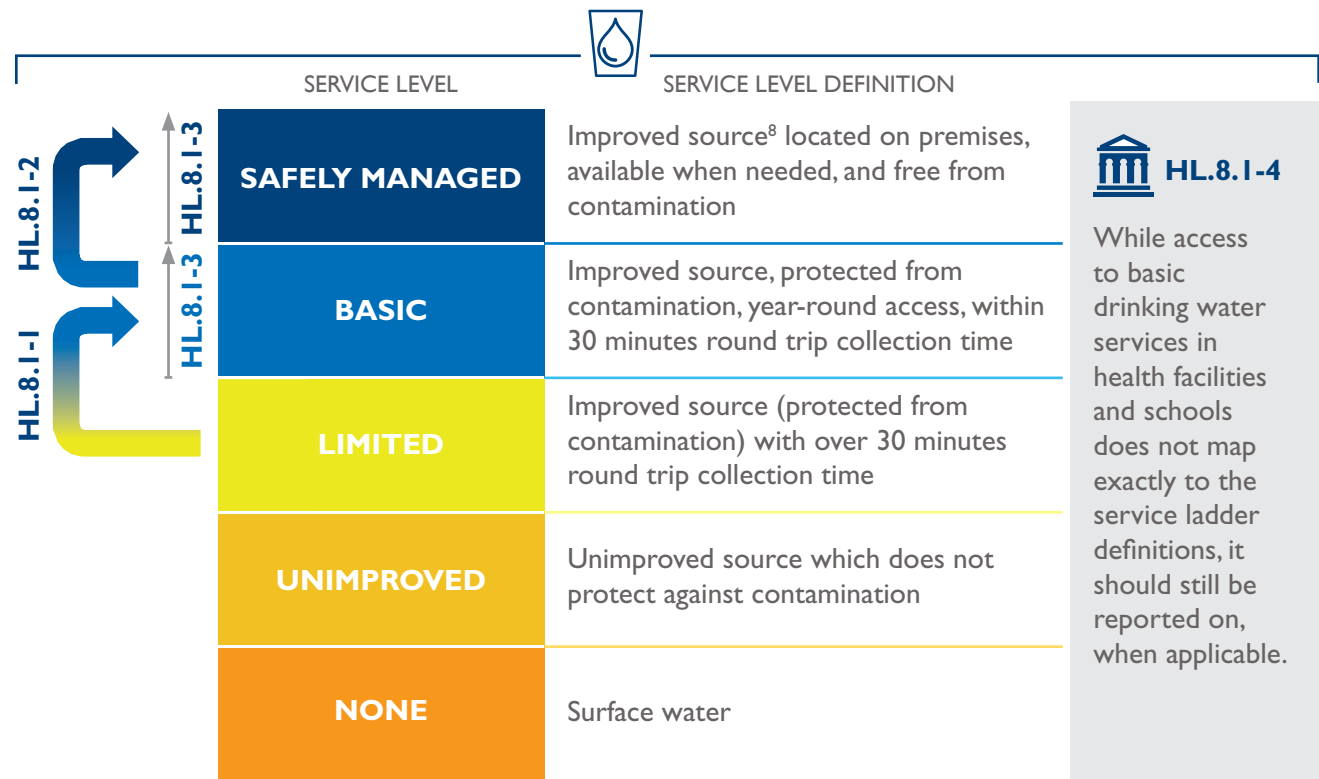 SERVICE LEVEL
SERVICE LEVEL DEFINITION
HL.8.1-2
HL.8.1-3
HL.8.1-3
HL.8.1-1
SAFELY MANAGED
Improved source⁸ located on premises,
available when needed, and free from
contamination
BASIC
Improved source, protected from
contamination, year-round access, within
30 minutes round trip collection time
LIMITED
Improved source (protected from
contamination) with over 30 minutes
round trip collection time
UNIMPROVED
Unimproved source which does not
protect against contamination
NONE
Surface water
HL.8.1-4
While access
to basic
drinking water
services in
health facilities
and schools
does not map
exactly to the
service ladder
definitions, it
should still be
reported on,
when applicable.